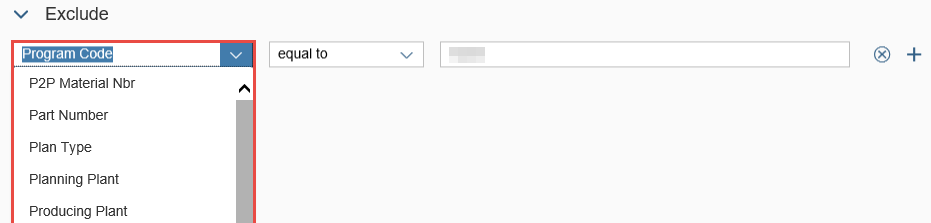 Exclude
Program Code equal to
P2P Material Nbr
Part Number
Plan Type
Planning Plant
Producing Plant